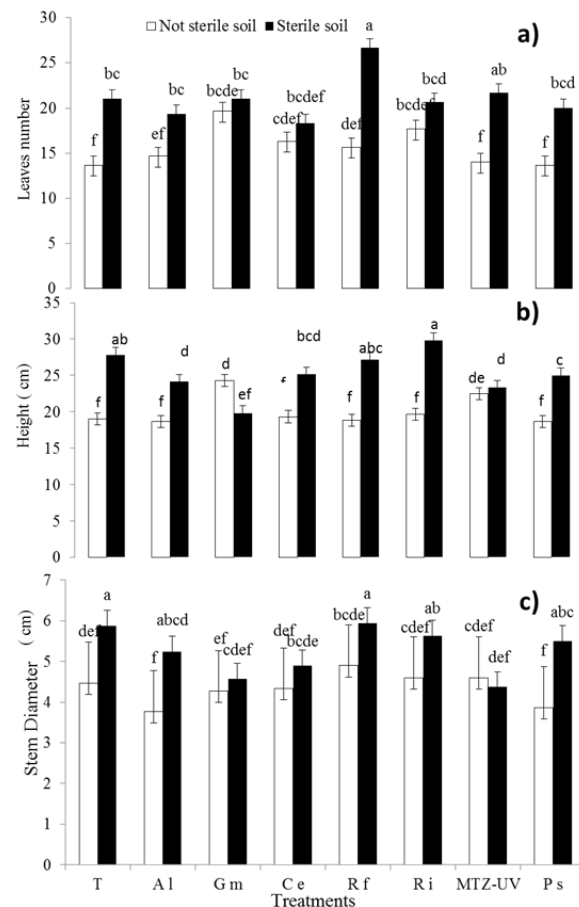 30
25
20
15
10
5
0
Leaves number
Not sterile soil Sterile soil
a)
f bc ef bc bcde bc cdef bcdef def a bcdef bcd f ab f bc
35
30
25
20
15
10
5
0
Height ( cm)
b)
f ab f d d ef bcd f abc f a de d f c
7
6
5
4
3
2
1
0
Stem Diameter ( cm)
c)
def a f abcd ef cdef def bcde bcde a cdef ab cdef def f abc
T A l G m C e R f R i MTZ-UV P s
Treatments